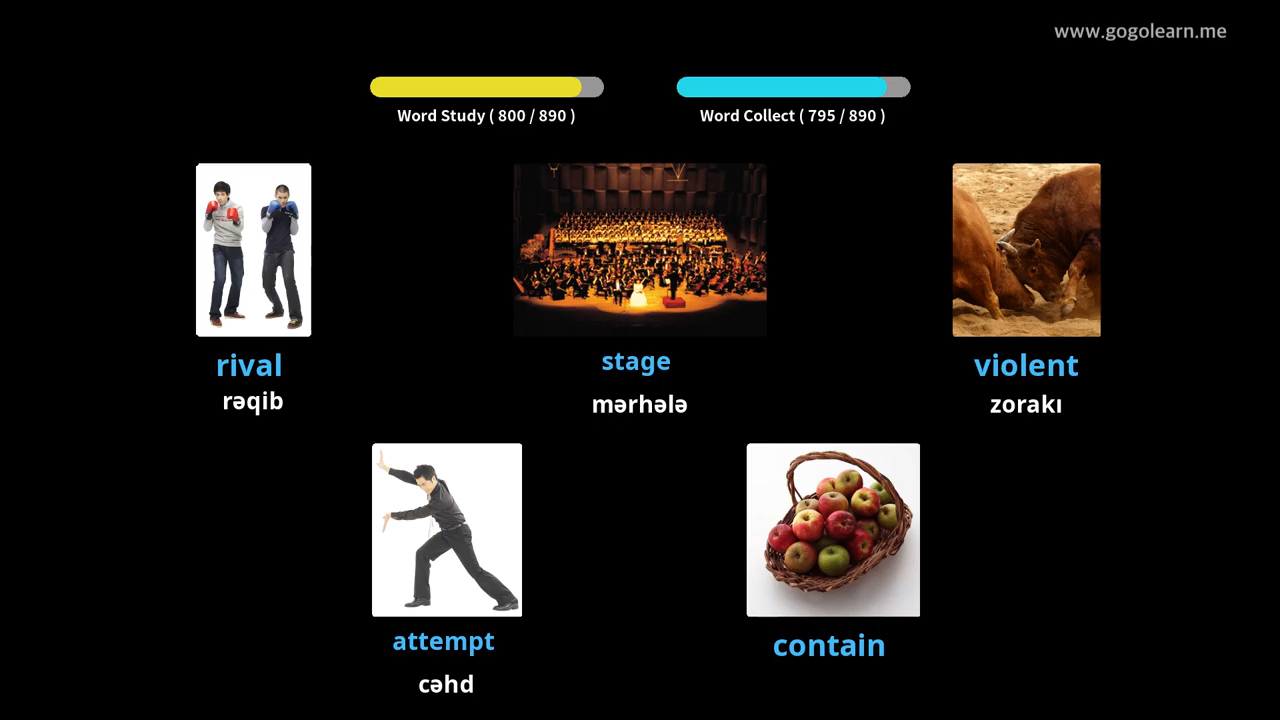 www.gogolearn.me
Word Study ( 800 / 890 )
Word Collect ( 795 / 890 )
rival
rəqib
stage
mərhələ
violent
zorakı
attempt
cəhd
contain